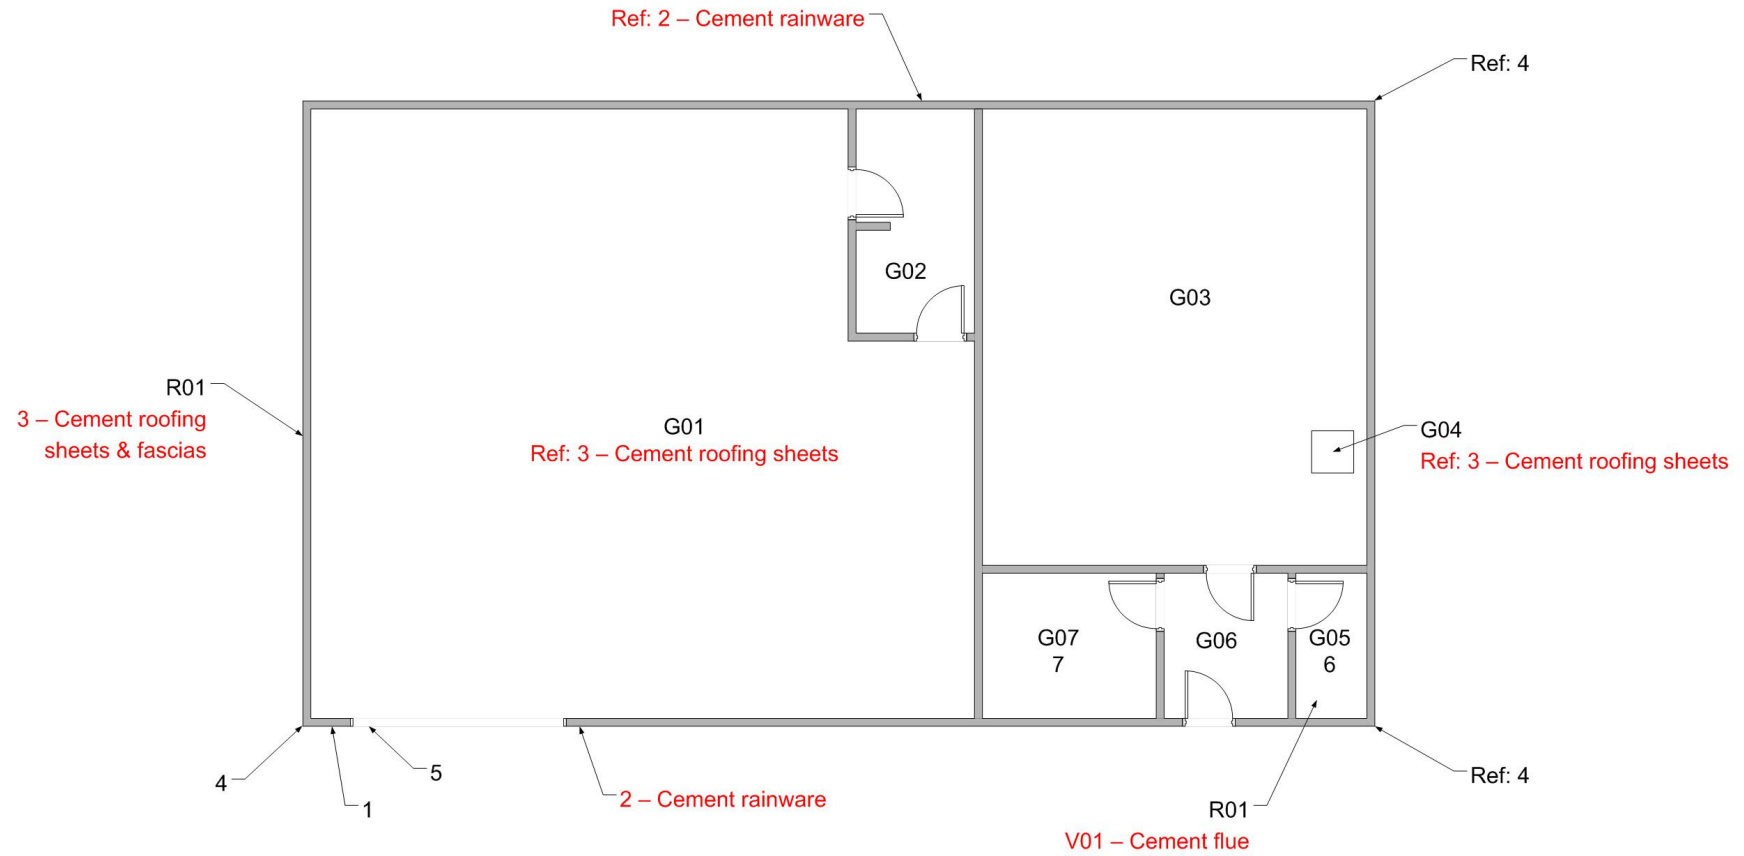 Ref: 2 – Cement rainware
Ref: 4
G02
G03
R01
3 – Cement roofing
sheets & fascias
G01
Ref: 3 – Cement roofing sheets
G04
Ref: 3 – Cement roofing sheets
G07
7
G06
G05
6
4
1
5
2 – Cement rainware
R01
V01 – Cement flue
Ref: 4